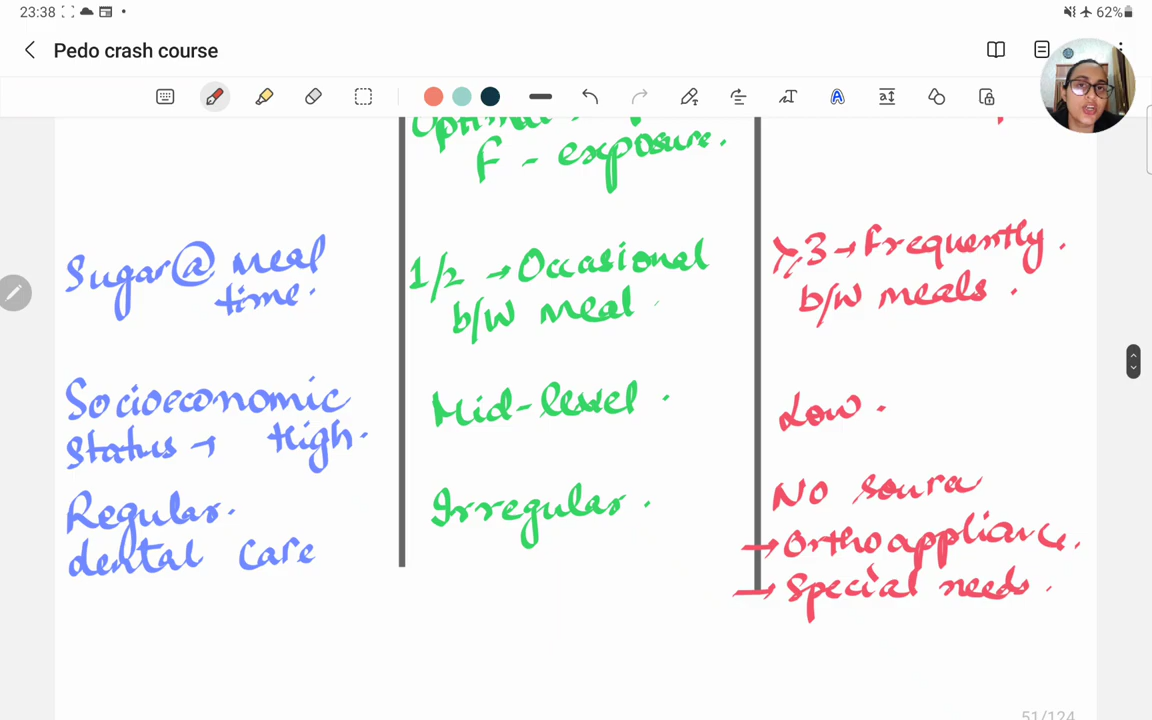 23:38
62%
Pedo crash course
F - exposure.
Sugar @ meal time.
1/2 → Occasional b/w meal
≥3 → frequently. b/w meals.
Socioeconomic status → High.
Mid-level.
Low.
Regular. dental care
Irregular.
No
→ Ortho appliance.
→ Special needs.
51/124